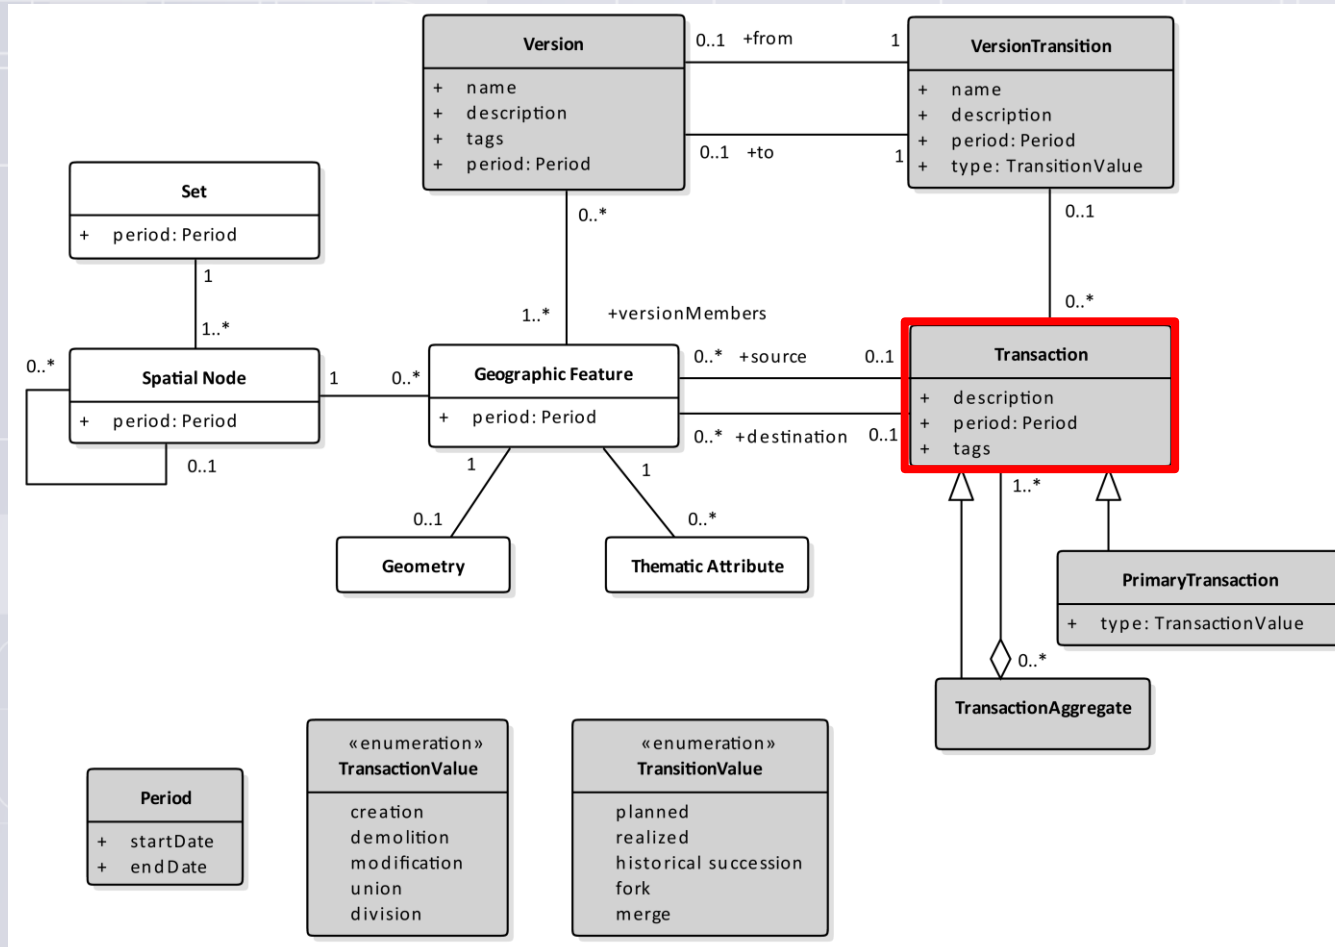 Version
+ name
+ description
+ tags
+ period: Period
0..1 +from 1
0..1 +to 1
VersionTransition
+ name
+ description
+ period: Period
+ type: TransitionValue
Set
+ period: Period
1
1..*
0..*
1..*
+versionMembers
0..1
0..*
0..*
Spatial Node
+ period: Period
0..1
1 0..*
Geographic Feature
+ period: Period
0..* +source 0..1
0..* +destination 0..1
Transaction
+ description
+ period: Period
+ tags
1
0..1
1
0..*
Geometry
Thematic Attribute
1..*
0..*
PrimaryTransaction
+ type: TransactionValue
TransactionAggregate
Period
+ startDate
+ endDate
«enumeration»
TransactionValue
creation
demolition
modification
union
division
«enumeration»
TransitionValue
planned
realized
historical succession
fork
merge